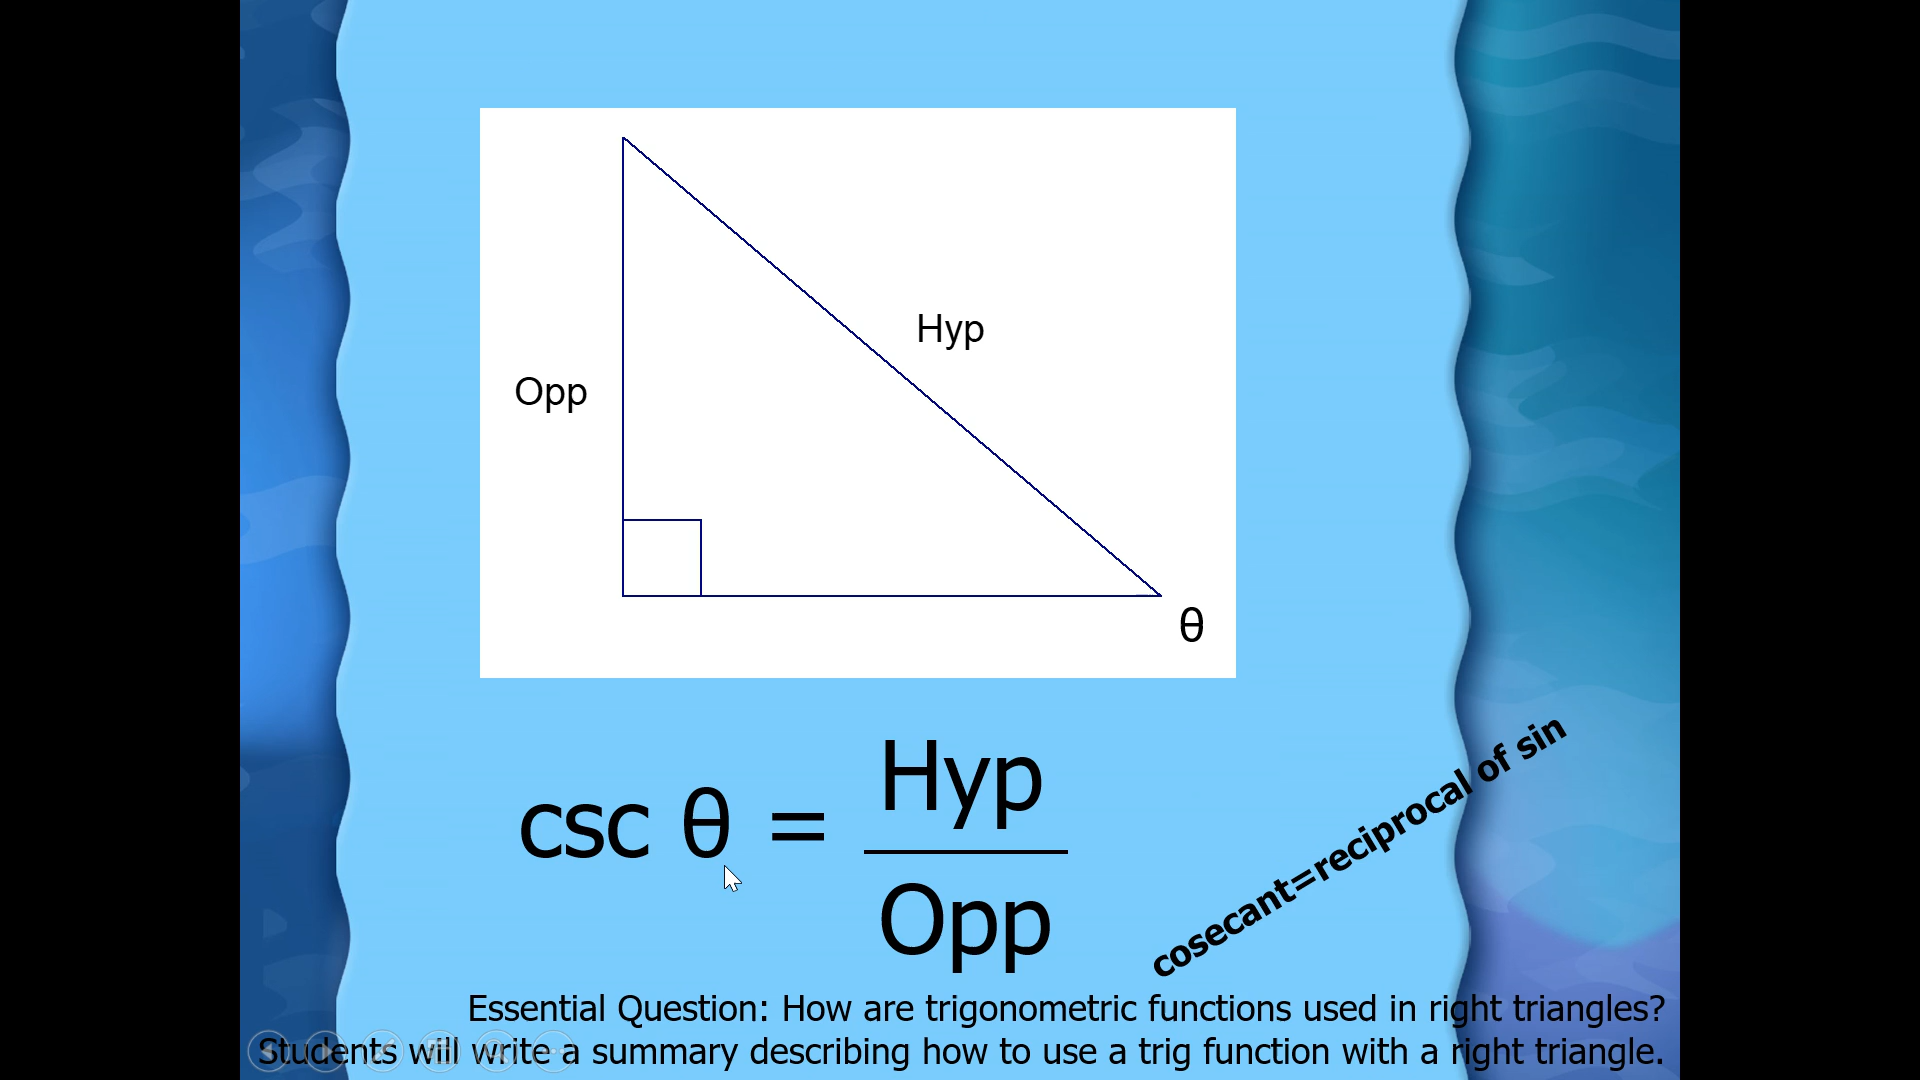 Opp
Hyp
θ
csc θ = Hyp
Opp
cosecant=reciprocal of sin
Essential Question: How are trigonometric functions used in right triangles?
Students will write a summary describing how to use a trig function with a right triangle.